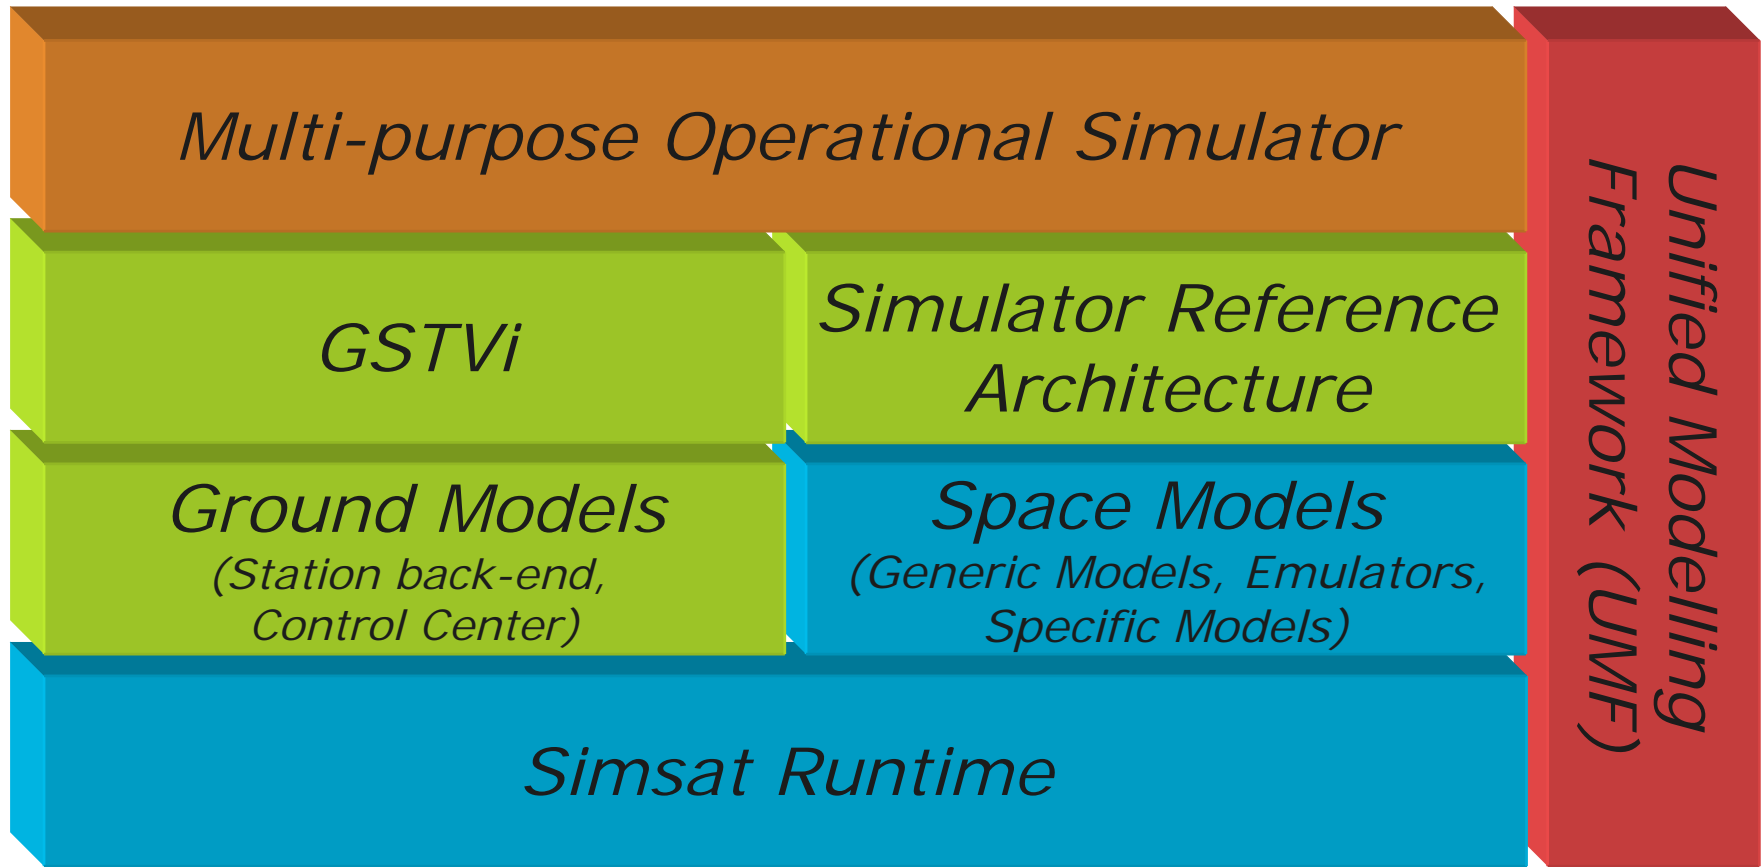 Multi-purpose Operational Simulator
GSTVi
Simulator Reference
Architecture
Ground Models
(Station back-end,
Control Center)
Space Models
(Generic Models, Emulators,
Specific Models)
Simsat Runtime
Unified Modelling
Framework (UMF)